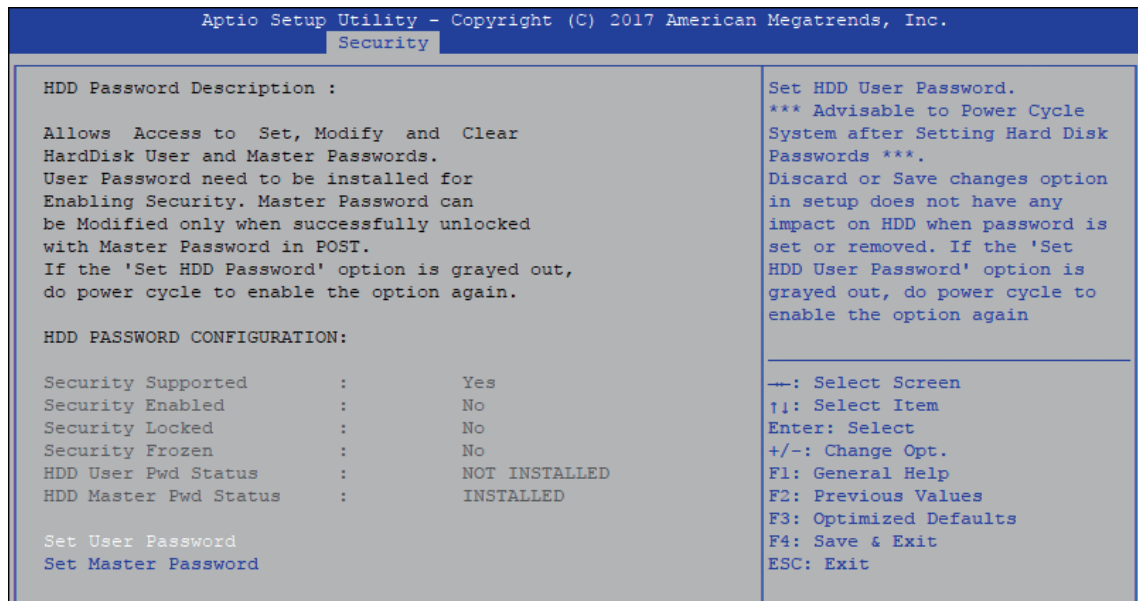 Aptio Setup Utility - Copyright (C) 2017 American Megatrends, Inc.
Security
HDD Password Description :
Allows Access to Set, Modify and Clear
HardDisk User and Master Passwords.
User Password need to be installed for
Enabling Security. Master Password can
be Modified only when successfully unlocked
with Master Password in POST.
If the 'Set HDD Password' option is grayed out,
do power cycle to enable the option again.
HDD PASSWORD CONFIGURATION:
Security Supported : Yes
Security Enabled : No
Security Locked : No
Security Frozen : No
HDD User Pwd Status : NOT INSTALLED
HDD Master Pwd Status : INSTALLED
Set User Password
Set Master Password
Set HDD User Password.
*** Advisable to Power Cycle
System after Setting Hard Disk
Passwords ***.
Discard or Save changes option
in setup does not have any
impact on HDD when password is
set or removed. If the 'Set
HDD User Password' option is
grayed out, do power cycle to
enable the option again
→←: Select Screen
↑↓: Select Item
Enter: Select
+/-: Change Opt.
F1: General Help
F2: Previous Values
F3: Optimized Defaults
F4: Save & Exit
ESC: Exit